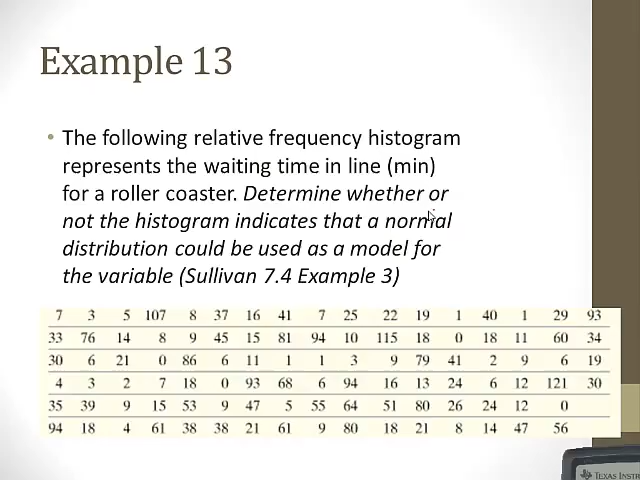 Example 13
• The following relative frequency histogram
represents the waiting time in line (min)
for a roller coaster. Determine whether or
not the histogram indicates that a normal
distribution could be used as a model for
the variable (Sullivan 7.4 Example 3)
7 3 5 107 8 37 16 41 7 25 22 19 1 40 1 29 93
33 76 14 8 9 45 15 81 94 10 115 18 0 18 11 60 34
30 6 21 0 86 6 11 1 1 3 9 79 41 2 9 6 19
4 3 2 7 18 0 93 68 6 94 16 13 24 6 12 121 30
35 39 9 15 53 9 47 5 55 64 51 80 26 24 12 0
94 18 4 61 38 38 21 61 9 80 18 21 8 14 47 56
TEXAS INSTR